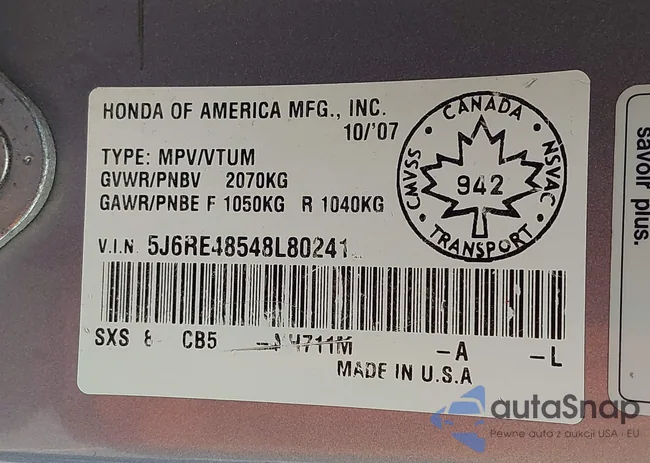 HONDA OF AMERICA MFG., INC.
10/'07
TYPE: MPV/VTUM
GVWR/PNBV 2070KG
GAWR/PNBE F 1050KG R 1040KG
V.I.N. 5J6RE48548L80241
SXS 8 CB5 H711M -A -L
MADE IN U.S.A
CANADA
CMVSS
942
NSVAC
TRANSPORT
savoir plus.
autaSnap
Pewne auta z aukcji USA i EU